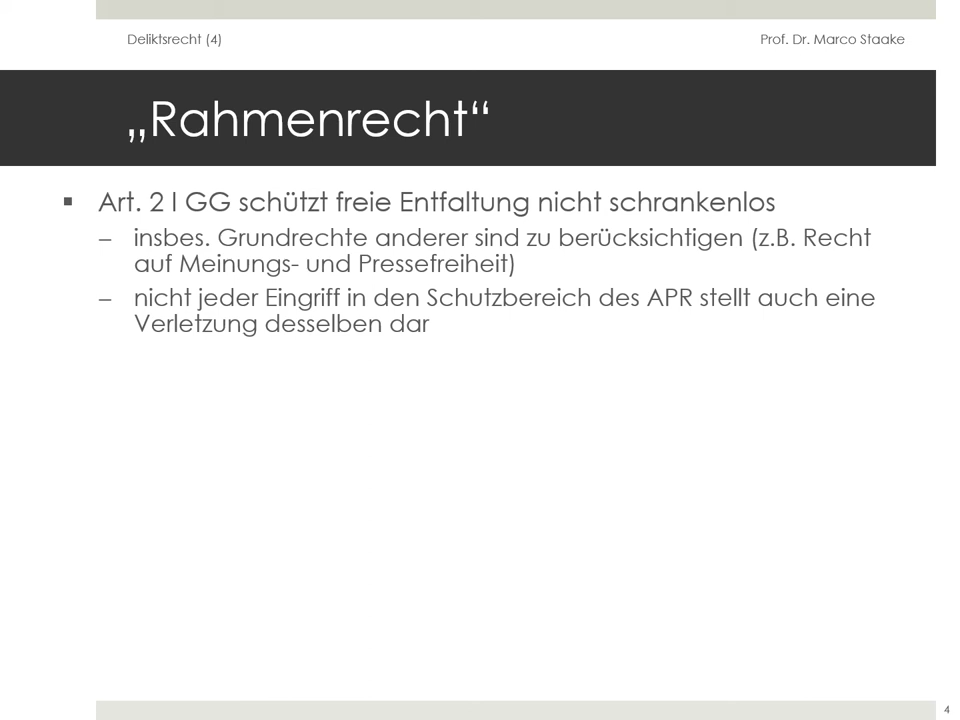 Deliktsrecht (4)
Prof. Dr. Marco Staake
„Rahmenrecht“
▪ Art. 2 I GG schützt freie Entfaltung nicht schrankenlos
– insbes. Grundrechte anderer sind zu berücksichtigen (z.B. Recht
auf Meinungs- und Pressefreiheit)
– nicht jeder Eingriff in den Schutzbereich des APR stellt auch eine
Verletzung desselben dar
4